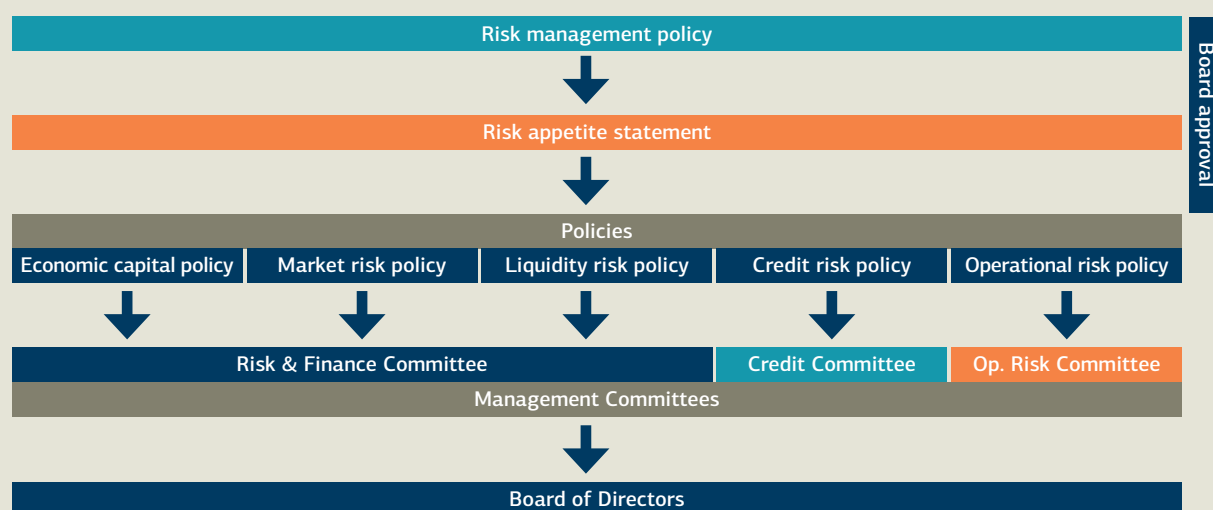 Risk management policy
Board approval
Risk appetite statement
Policies
Economic capital policy
Market risk policy
Liquidity risk policy
Credit risk policy
Operational risk policy
Risk & Finance Committee
Credit Committee
Op. Risk Committee
Management Committees
Board of Directors